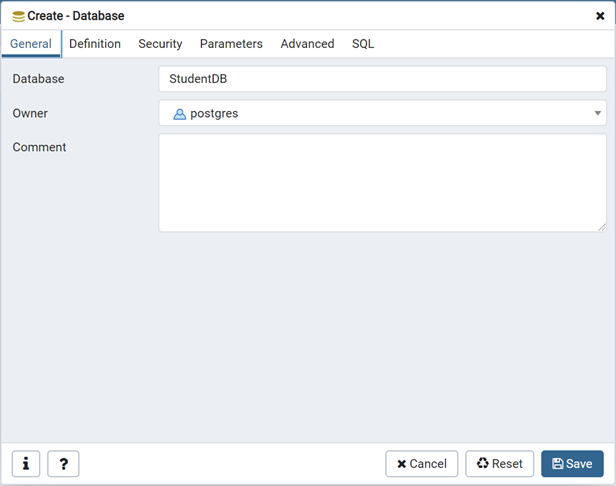 Create - Database
General Definition Security Parameters Advanced SQL
Database StudentDB
Owner postgres
Comment
i ? Cancel Reset Save